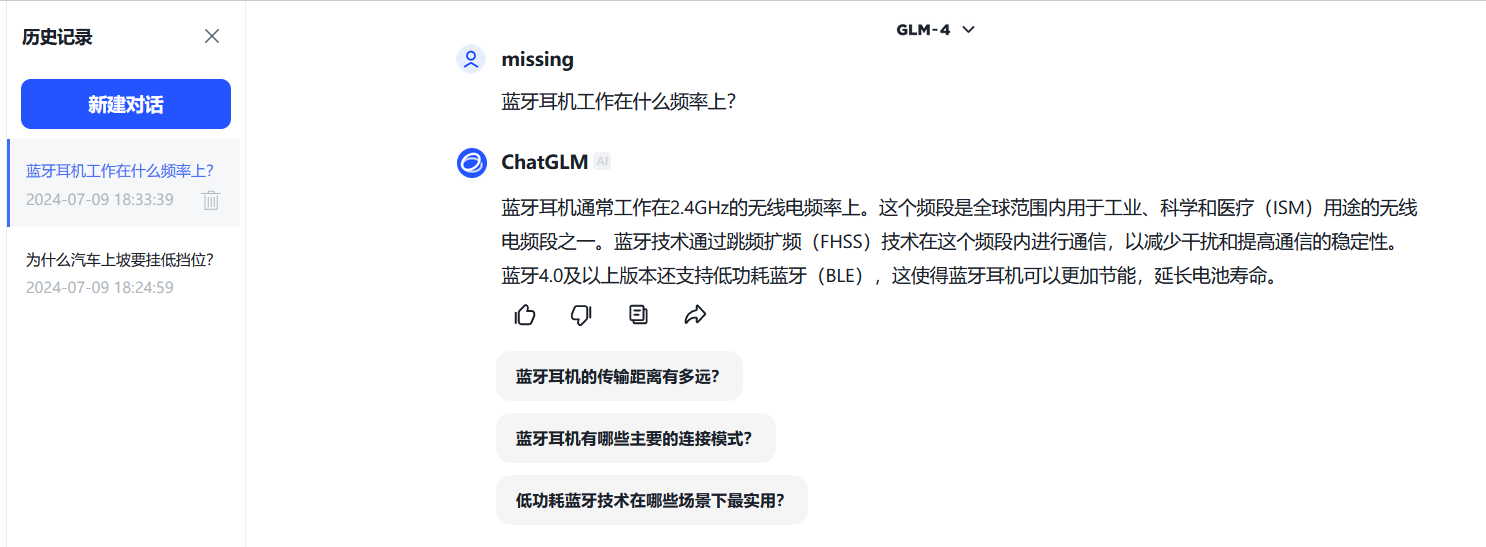 历史记录
新建对话
蓝牙耳机工作在什么频率上？
2024-07-09 18:33:39
为什么汽车上坡要挂低挡位？
2024-07-09 18:24:59
GLM-4
missing
蓝牙耳机工作在什么频率上？
ChatGLM AI
蓝牙耳机通常工作在2.4GHz的无线电频率上。这个频段是全球范围内用于工业、科学和医疗（ISM）用途的无线
电频段之一。蓝牙技术通过跳频扩频（FHSS）技术在这个频段内进行通信，以减少干扰和提高通信的稳定性。
蓝牙4.0及以上版本还支持低功耗蓝牙（BLE），这使得蓝牙耳机可以更加节能，延长电池寿命。
蓝牙耳机的传输距离有多远？
蓝牙耳机有哪些主要的连接模式？
低功耗蓝牙技术在哪些场景下最实用？